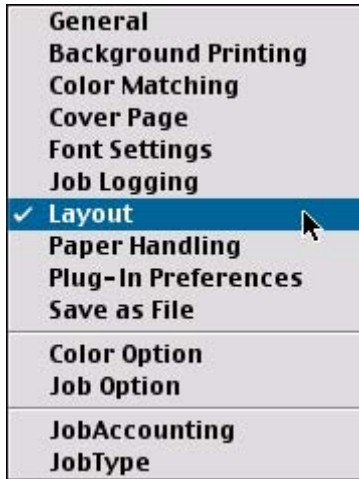 General
Background Printing
Color Matching
Cover Page
Font Settings
Job Logging
✓ Layout
Paper Handling
Plug-In Preferences
Save as File
Color Option
Job Option
JobAccounting
JobType